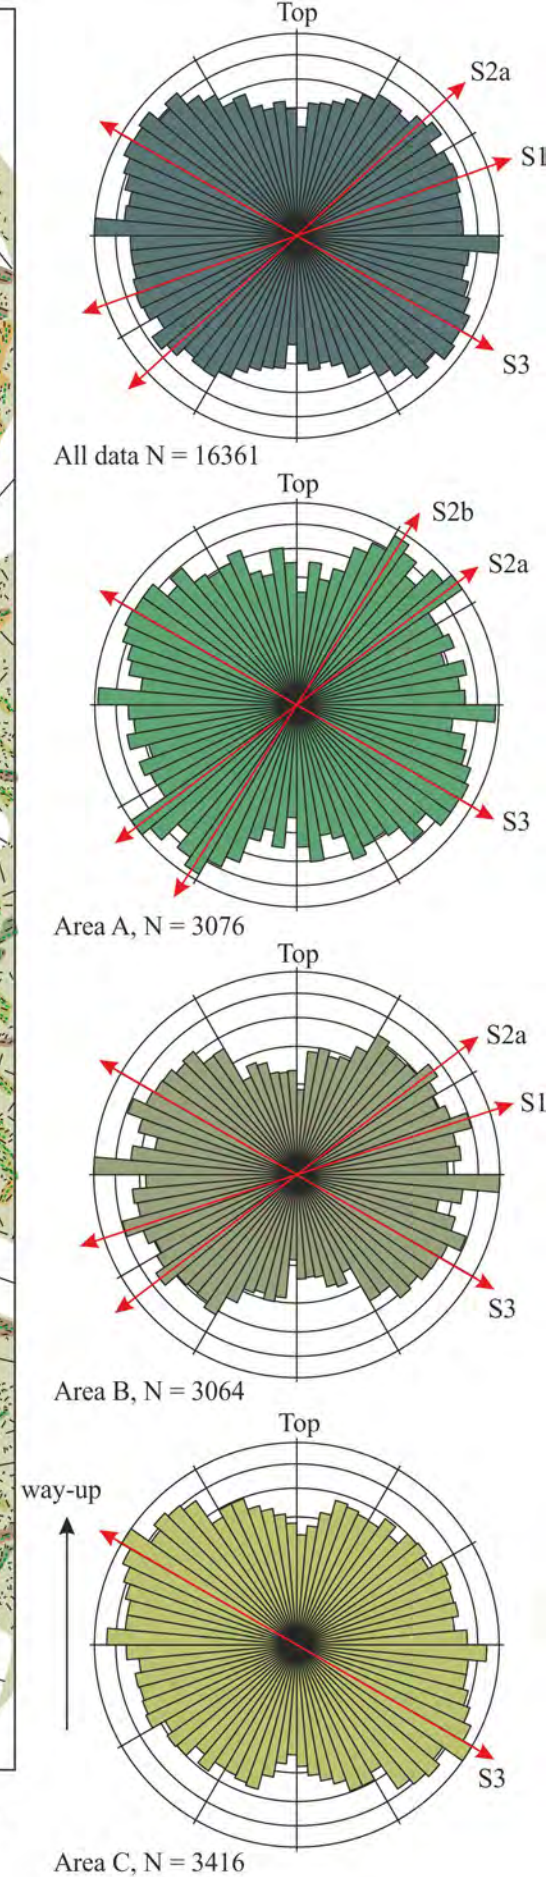 Top
S2a
S1
S3
All data N = 16361
Top
S2b
S2a
S3
Area A, N = 3076
Top
S2a
S1
S3
Area B, N = 3064
Top
way-up
S3
Area C, N = 3416